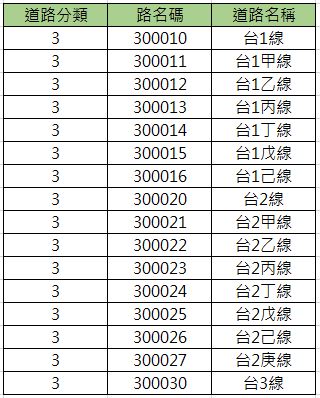 道路分類 路名碼 道路名稱
3 300010 台1線
3 300011 台1甲線
3 300012 台1乙線
3 300013 台1丙線
3 300014 台1丁線
3 300015 台1戊線
3 300016 台1己線
3 300020 台2線
3 300021 台2甲線
3 300022 台2乙線
3 300023 台2丙線
3 300024 台2丁線
3 300025 台2戊線
3 300026 台2己線
3 300027 台2庚線
3 300030 台3線